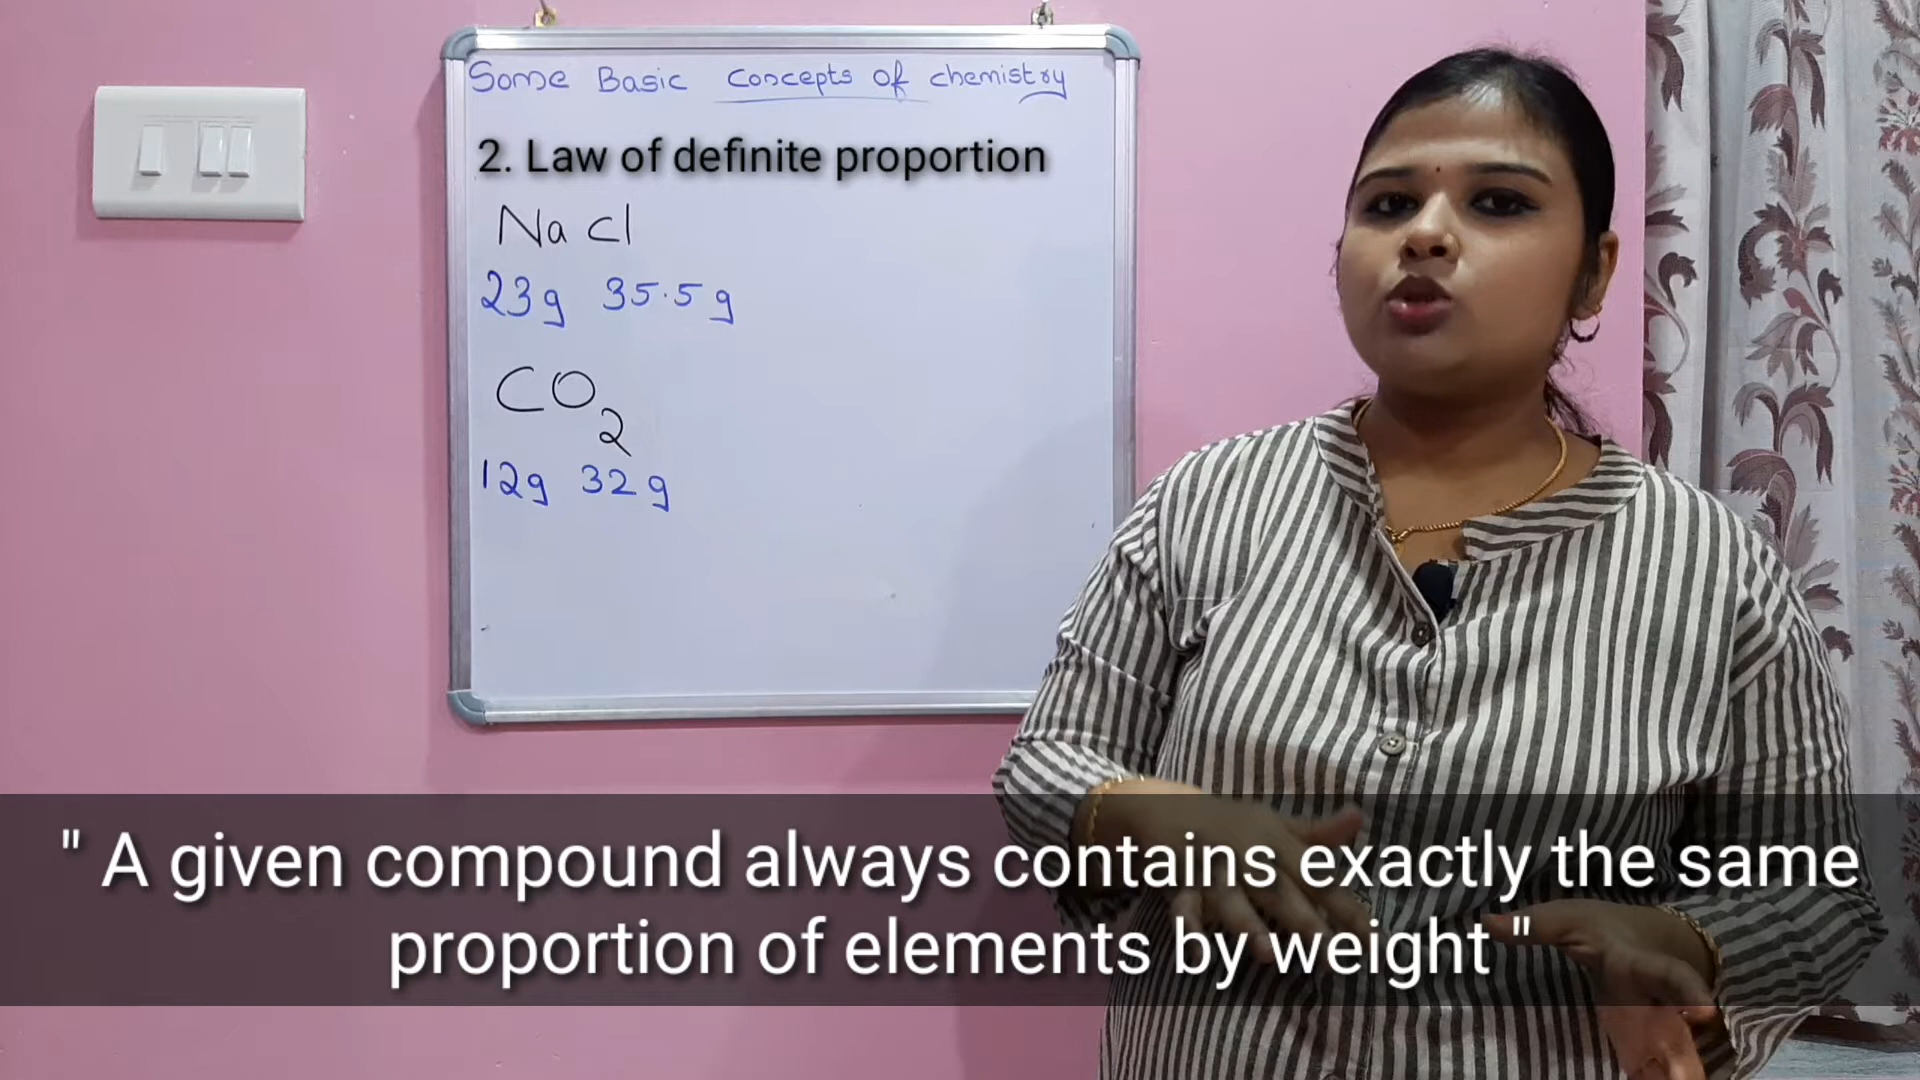 Some Basic Concepts of chemistry
2. Law of definite proportion
Na Cl
23g 35.5g
CO2
12g 32g
" A given compound always contains exactly the same
proportion of elements by weight "